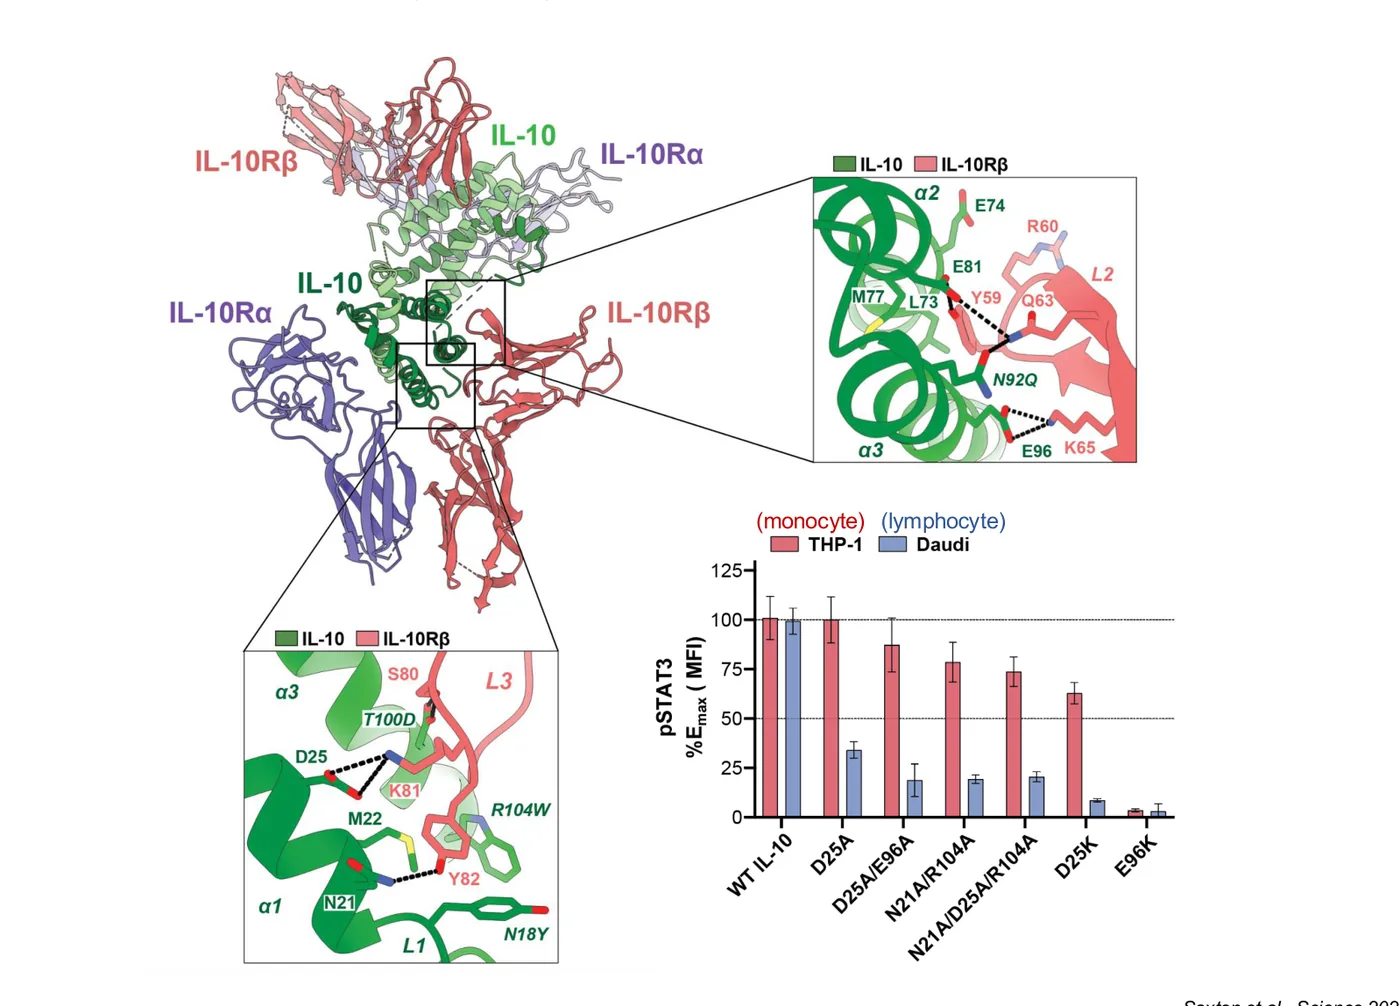 IL-10Rβ
IL-10
IL-10Rα
IL-10
IL-10Rα
IL-10Rβ
IL-10 IL-10Rβ
α2
E74
R60
E81
L2
M77
L73
Y59
Q63
N92Q
α3
E96
K65
IL-10 IL-10Rβ
α3
S80
L3
T100D
D25
K81
M22
R104W
Y82
α1
N21
L1
N18Y
(monocyte) (lymphocyte)
THP-1 Daudi
pSTAT3
%Emax ( MFI)
125
100
75
50
25
0
WT IL-10
D25A
D25A/E96A
N21A/R104A
N21A/D25A/R104A
D25K
E96K